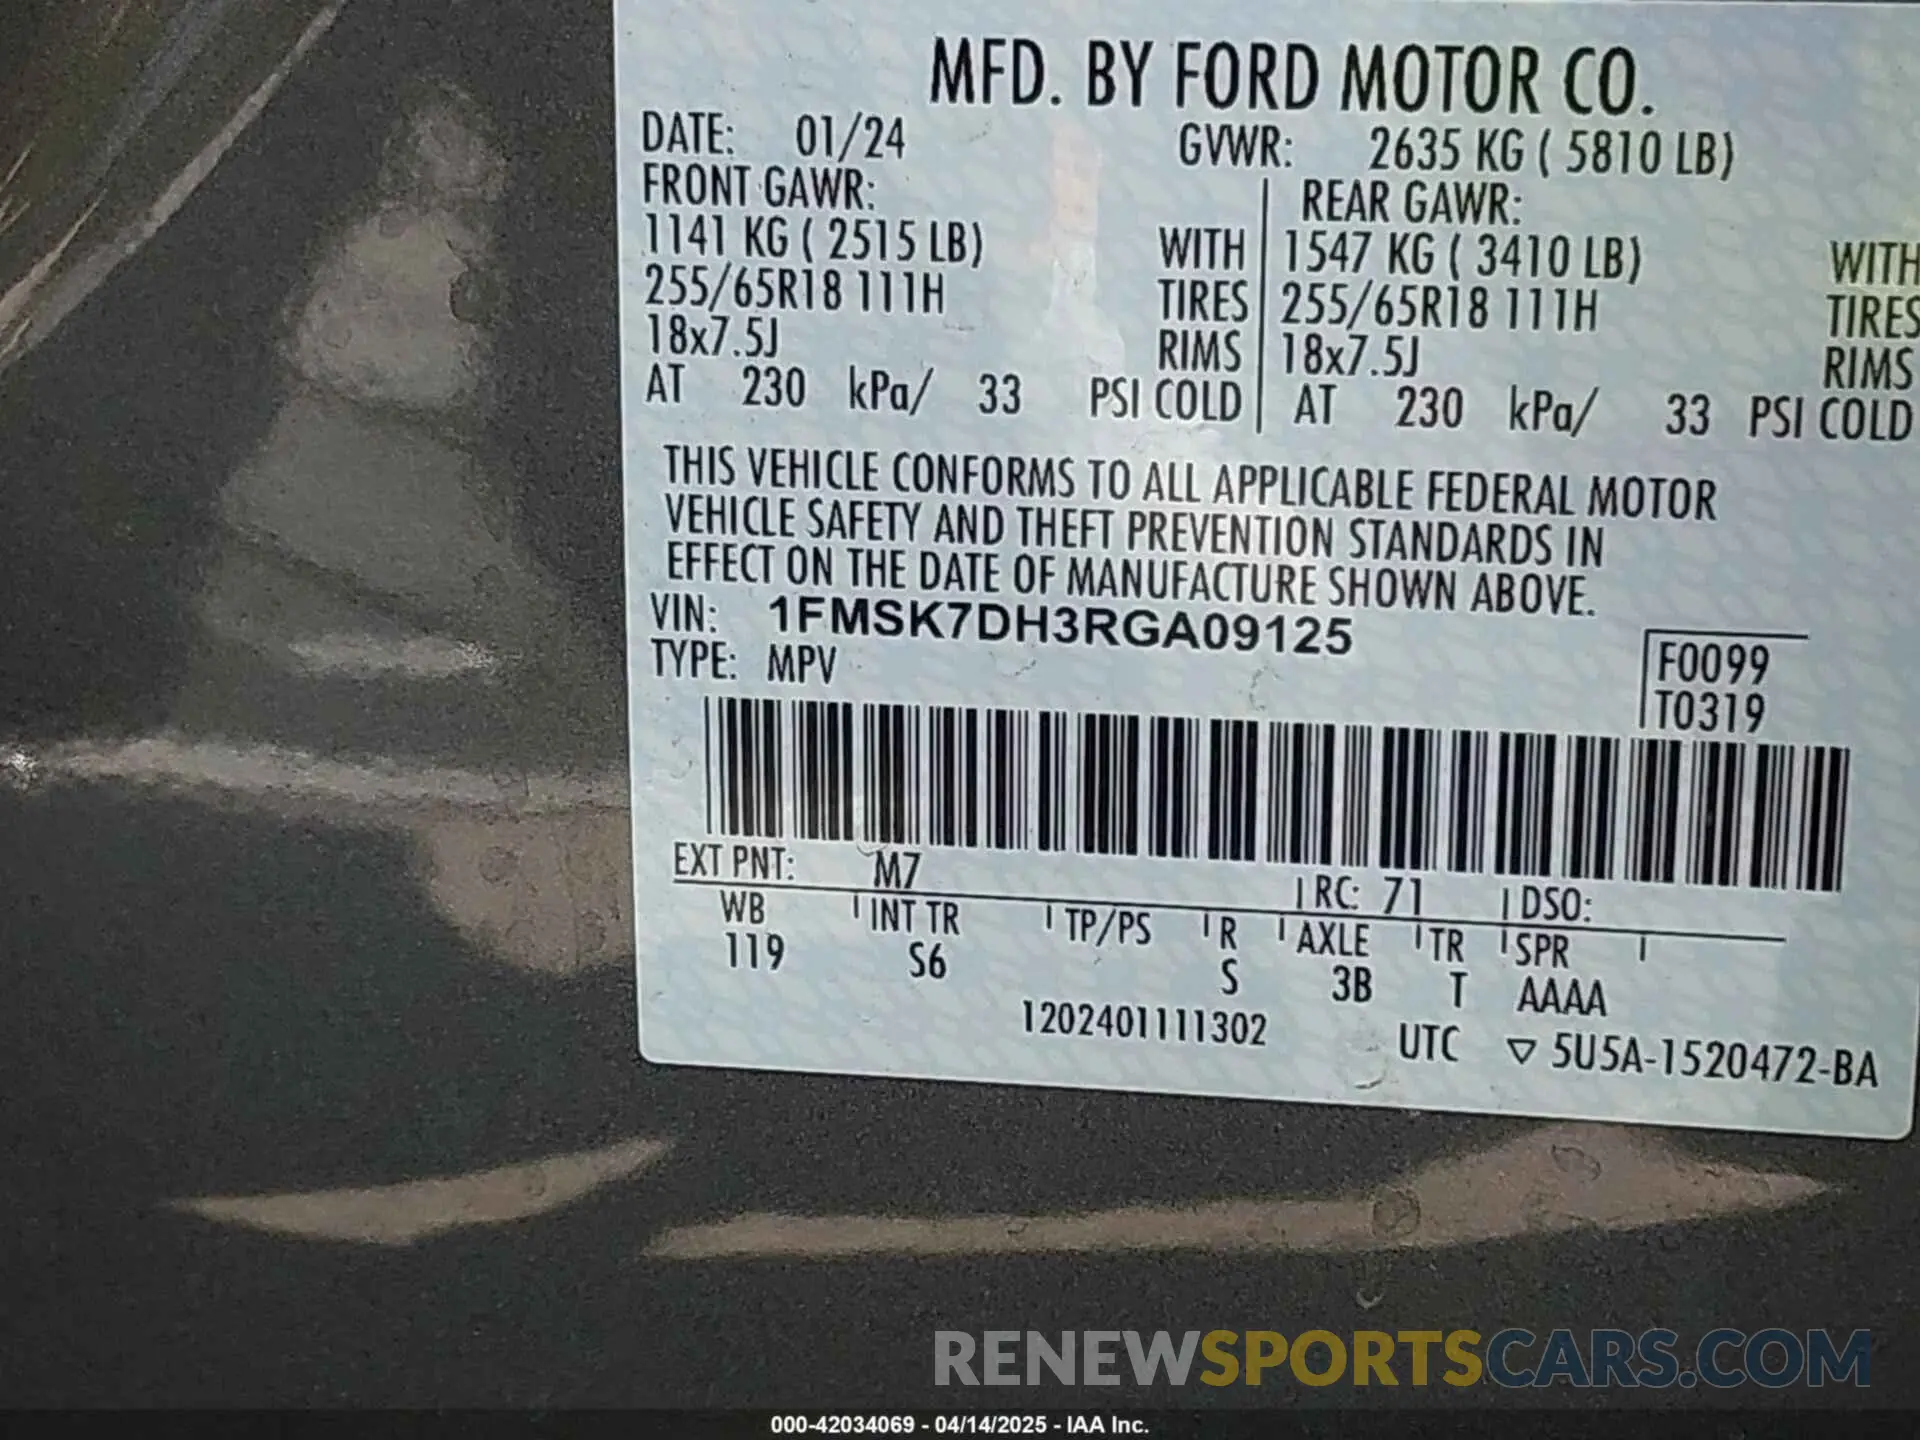 MFD. BY FORD MOTOR CO.
DATE: 01/24 GVWR: 2635 KG ( 5810 LB)
FRONT GAWR: REAR GAWR:
1141 KG ( 2515 LB) WITH 1547 KG ( 3410 LB) WITH
255/65R18 111H TIRES 255/65R18 111H TIRES
18x7.5J RIMS 18x7.5J RIMS
AT 230 kPa/ 33 PSI COLD AT 230 kPa/ 33 PSI COLD
THIS VEHICLE CONFORMS TO ALL APPLICABLE FEDERAL MOTOR
VEHICLE SAFETY AND THEFT PREVENTION STANDARDS IN
EFFECT ON THE DATE OF MANUFACTURE SHOWN ABOVE.
VIN: 1FMSK7DH3RGA09125
TYPE: MPV
F0099
T0319
EXT PNT: M7 RC: 71 DSO:
WB INT TR TP/PS R AXLE TR SPR
119 S6 S 3B T AAAA
1202401111302 UTC ▽ 5U5A-1520472-BA
RENEWSPORTSCARS.COM
000-42034069 - 04/14/2025 - IAA Inc.